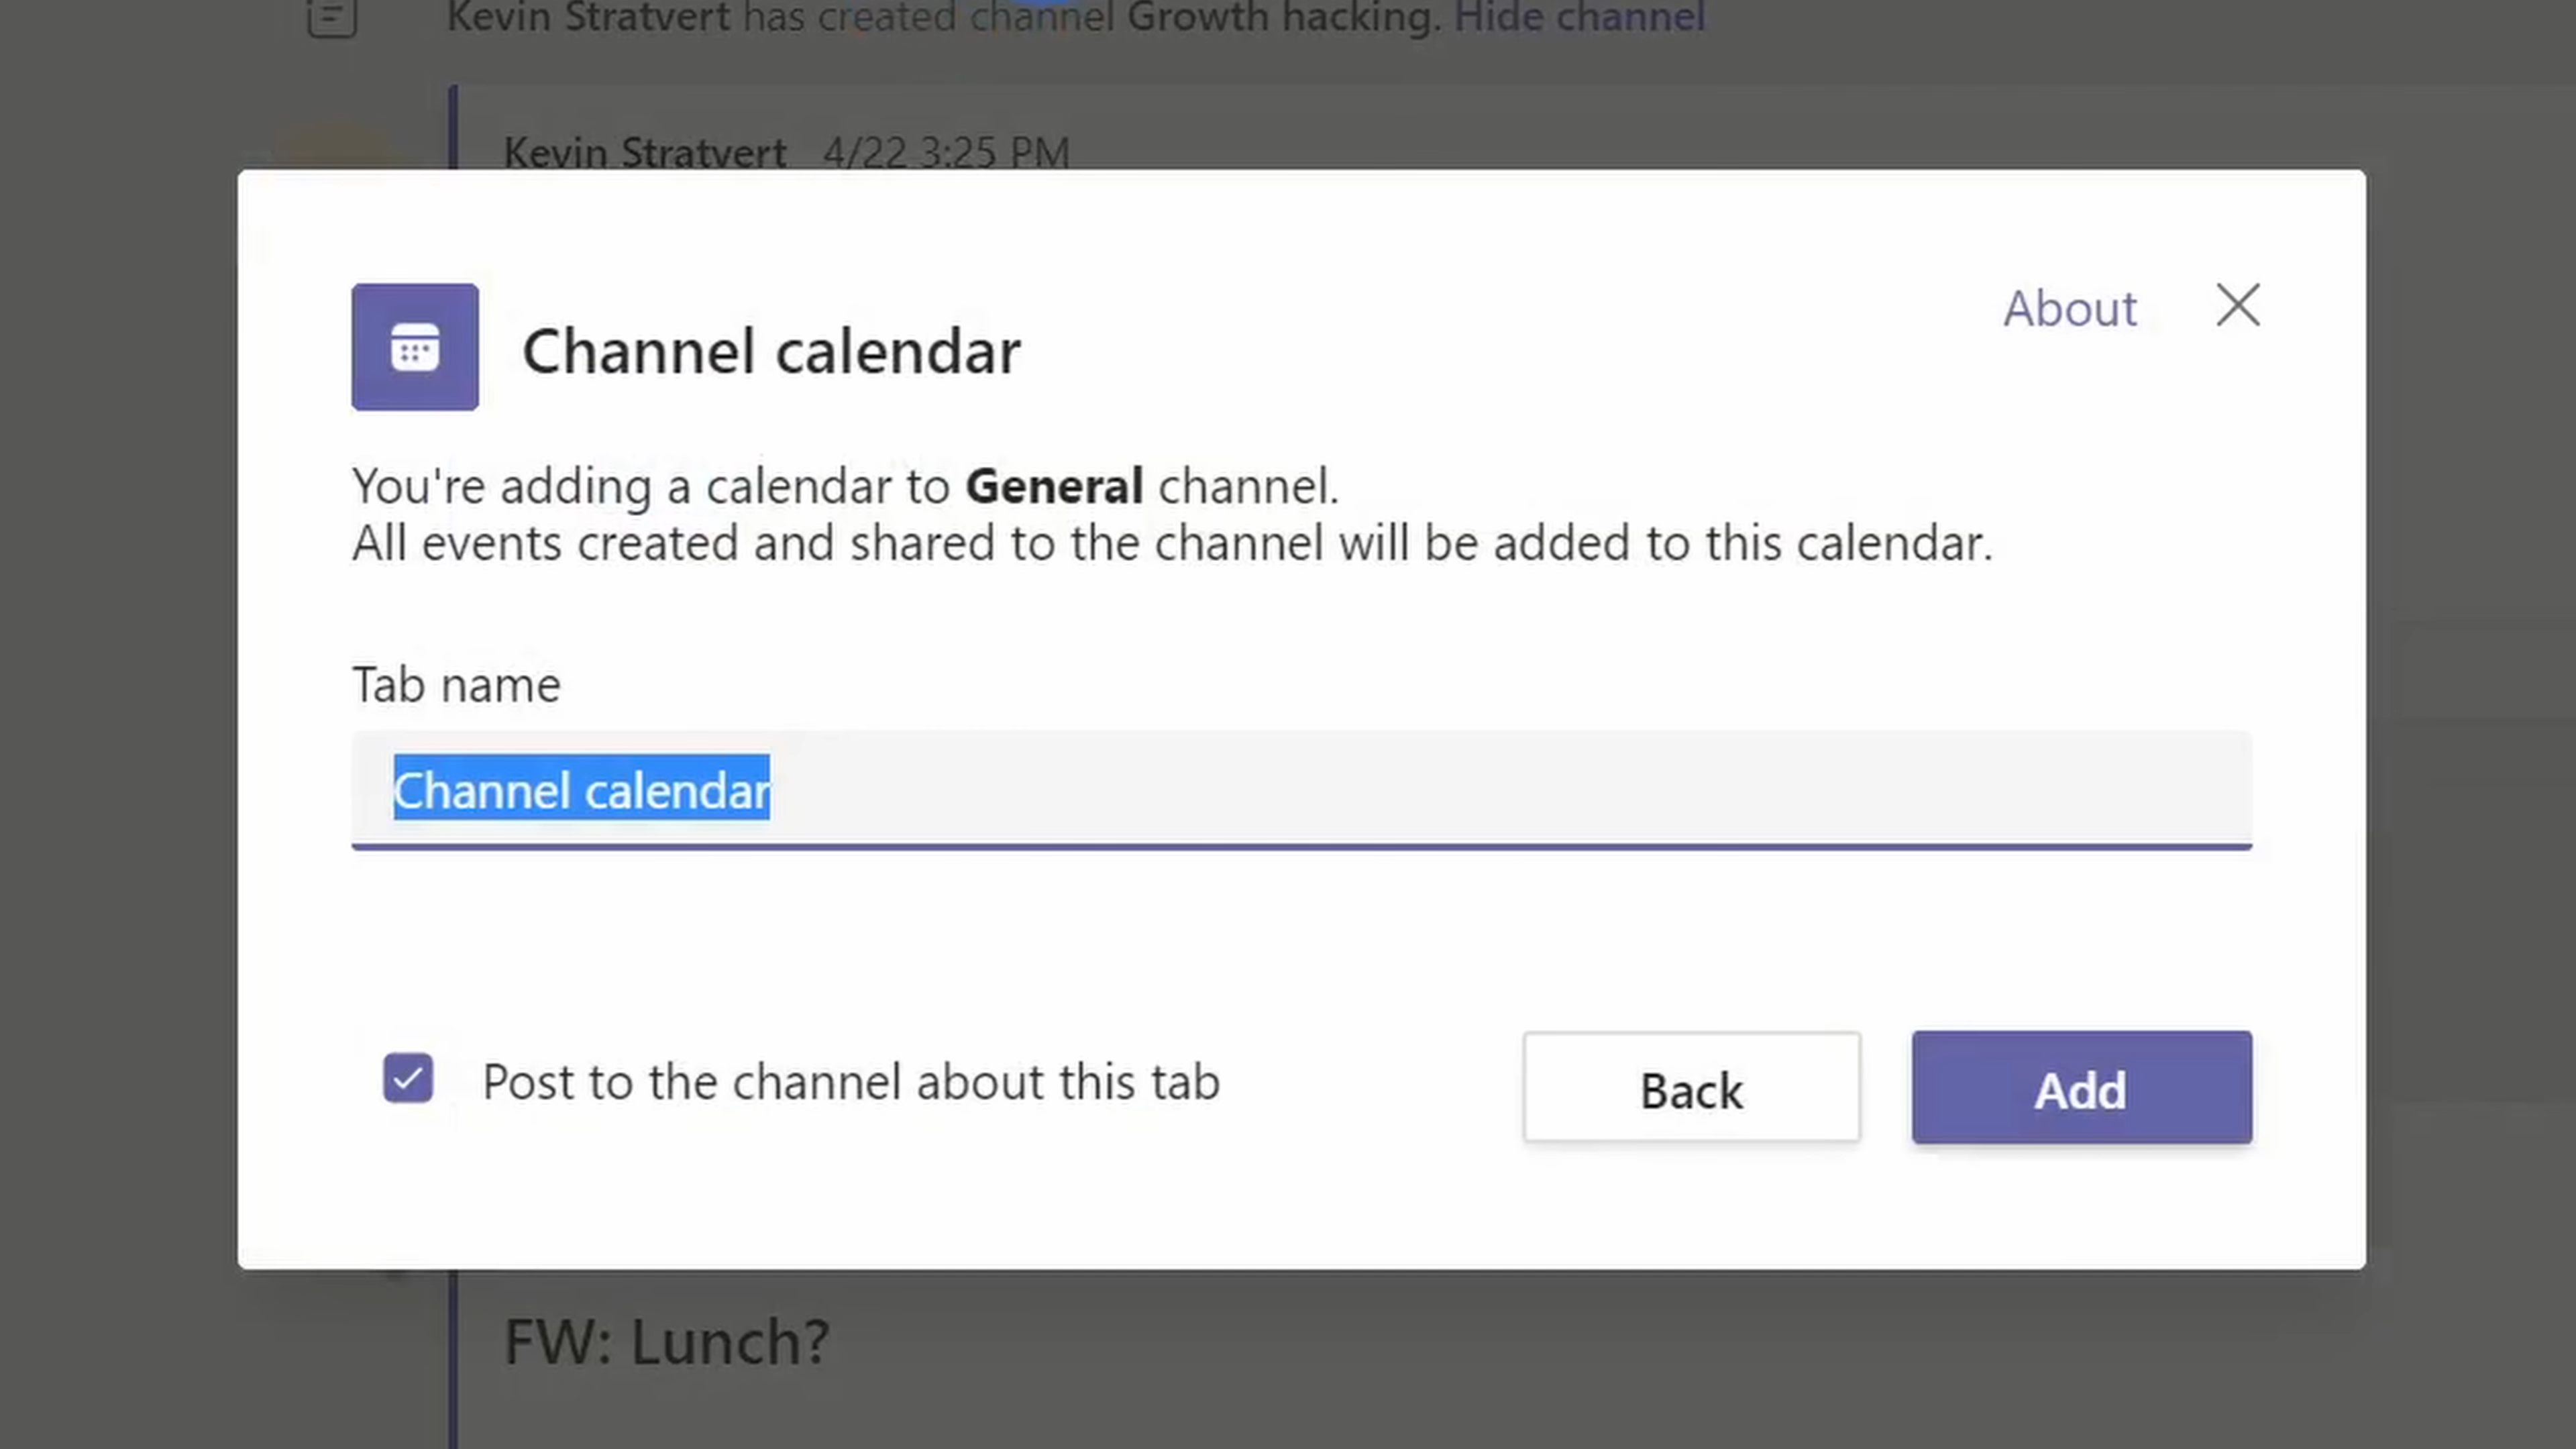 Kevin Stratvert has created channel Growth hacking. Hide channel
Kevin Stratvert 4/22 3:25 PM
Channel calendar
About
You're adding a calendar to General channel.
All events created and shared to the channel will be added to this calendar.
Tab name
Channel calendar
Post to the channel about this tab
Back
Add
FW: Lunch?